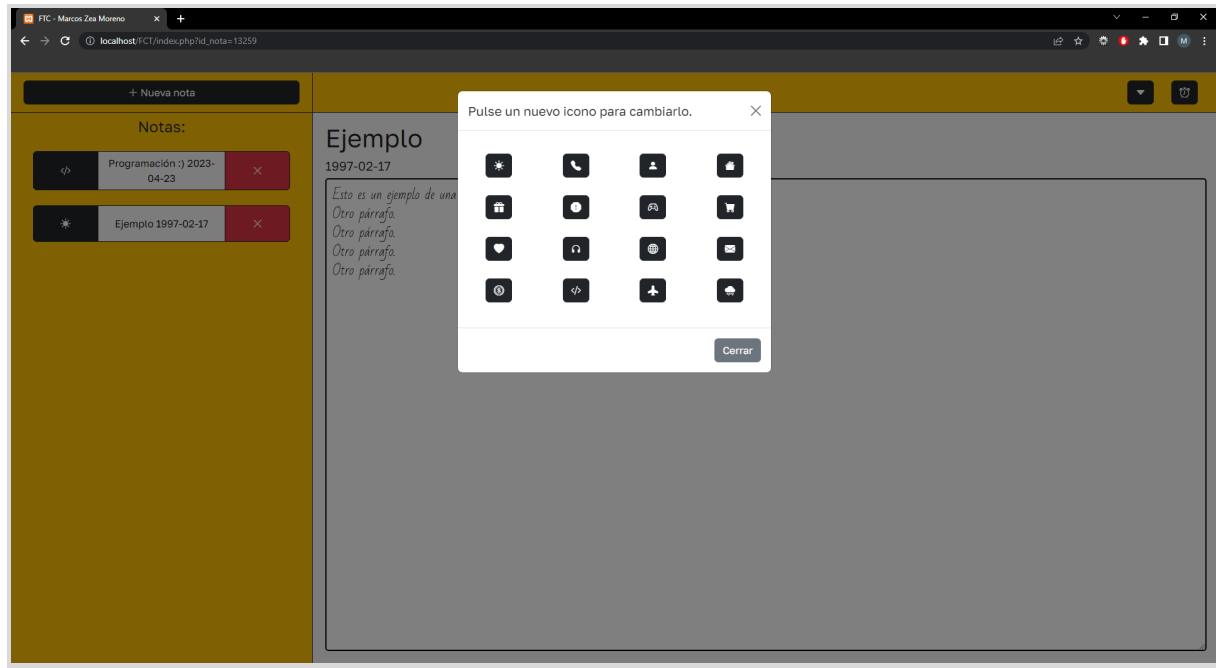 FTC - Marcos Zea Moreno
localhost/FCT/index.php?id_nota=13259
M
+ Nueva nota
Notas:
Programación :) 2023-
04-23
Ejemplo 1997-02-17
Ejemplo
1997-02-17
Esto es un ejemplo de una
Otro párrafo.
Otro párrafo.
Otro párrafo.
Otro párrafo.
Pulse un nuevo icono para cambiarlo.
Cerrar